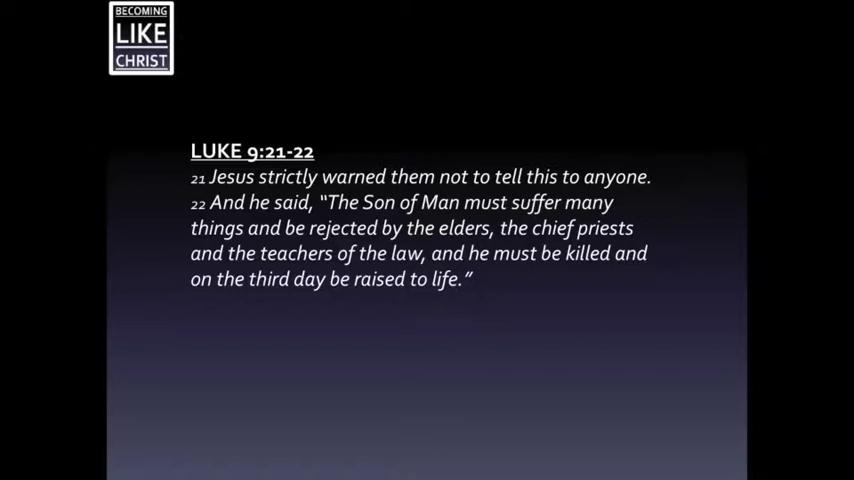 BECOMING
LIKE
CHRIST
LUKE 9:21-22
21 Jesus strictly warned them not to tell this to anyone.
22 And he said, “The Son of Man must suffer many
things and be rejected by the elders, the chief priests
and the teachers of the law, and he must be killed and
on the third day be raised to life.”